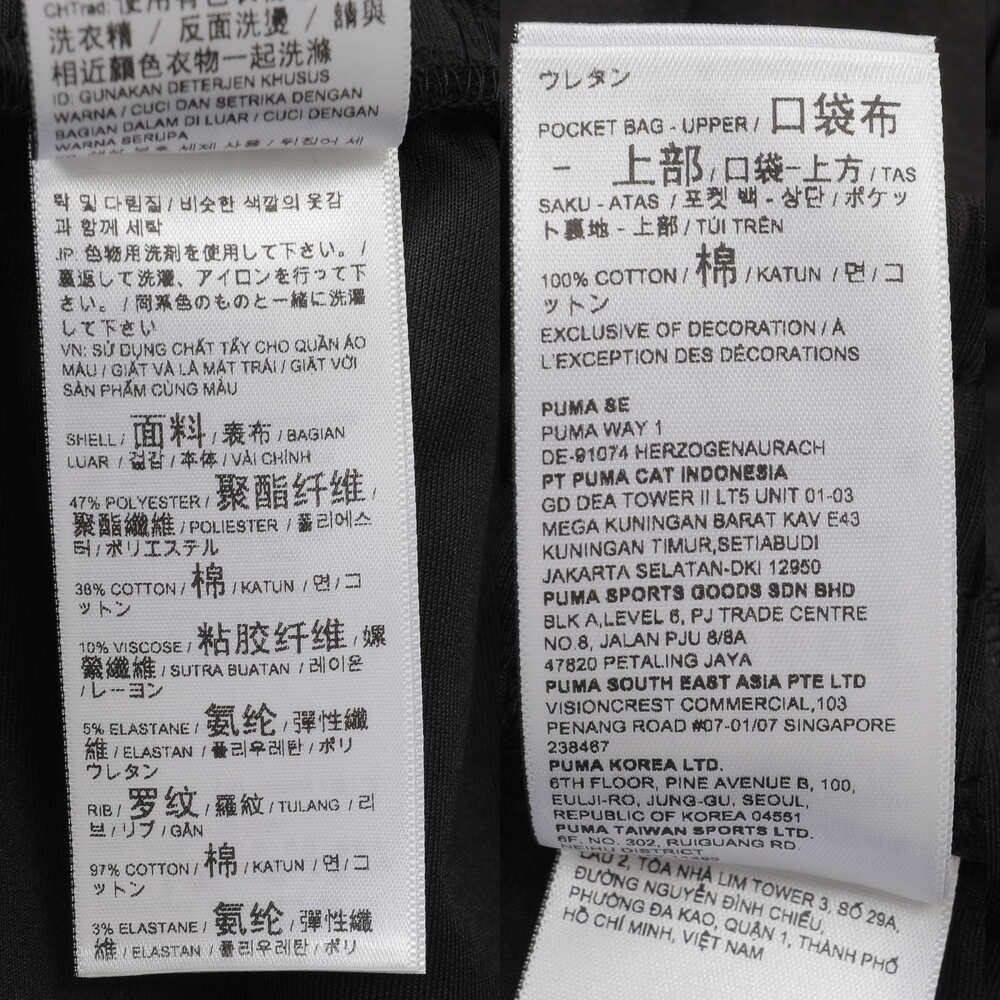 CHTrad: 使用有色衣物
洗衣精 / 反面洗燙 / 請與
相近顏色衣物一起洗滌
ID: GUNAKAN DETERJEN KHUSUS
WARNA / CUCI DAN SETRIKA DENGAN
BAGIAN DALAM DI LUAR / CUCI DENGAN
WARNA SERUPA
락 및 다림질 / 비슷한 색깔의 옷감
과 함께 세탁
JP: 色物用洗剤を使用して下さい。 /
裏返して洗濯、アイロンを行って下
さい。 / 同系色のものと一緒に洗濯
して下さい
VN: SỬ DỤNG CHẤT TẨY CHO QUẦN ÁO
MÀU / GIẶT VÀ LÀ MẶT TRÁI / GIẶT VỚI
SẢN PHẨM CÙNG MÀU
SHELL / 面料 / 表布 / BAGIAN
LUAR / 겉감 / 本体 / VẢI CHÍNH
47% POLYESTER / 聚酯纤维 /
聚酯纖維 / POLIESTER / 폴리에스
터 / ポリエステル
38% COTTON / 棉 / KATUN / 면 / コ
ットン
10% VISCOSE / 粘胶纤维 / 嫘
縈纖維 / SUTRA BUATAN / 레이온
/ レーヨン
5% ELASTANE / 氨纶 / 彈性纖
維 / ELASTAN / 폴리우레탄 / ポリ
ウレタン
RIB / 罗纹 / 羅紋 / TULANG / 리
브 / リブ / GÂN
97% COTTON / 棉 / KATUN / 면 / コ
ットン
3% ELASTANE / 氨纶 / 彈性纖
維 / ELASTAN / 폴리우레탄 / ポリ
ウレタン
POCKET BAG - UPPER / 口袋布
- 上部 / 口袋-上方 / TAS
SAKU - ATAS / 포켓 백 - 상단 / ポケッ
ト裏地 - 上部 / TÚI TRÊN
100% COTTON / 棉 / KATUN / 면 / コ
ットン
EXCLUSIVE OF DECORATION / À
L'EXCEPTION DES DÉCORATIONS
PUMA SE
PUMA WAY 1
DE-91074 HERZOGENAURACH
PT PUMA CAT INDONESIA
GD DEA TOWER II LT5 UNIT 01-03
MEGA KUNINGAN BARAT KAV E43
KUNINGAN TIMUR,SETIABUDI
JAKARTA SELATAN-DKI 12950
PUMA SPORTS GOODS SDN BHD
BLK A,LEVEL 6, PJ TRADE CENTRE
NO.8, JALAN PJU 8/8A
47820 PETALING JAYA
PUMA SOUTH EAST ASIA PTE LTD
VISIONCREST COMMERCIAL,103
PENANG ROAD #07-01/07 SINGAPORE
238467
PUMA KOREA LTD.
6TH FLOOR, PINE AVENUE B, 100,
EULJI-RO, JUNG-GU, SEOUL,
REPUBLIC OF KOREA 04551
PUMA TAIWAN SPORTS LTD.
6F, NO. 302, RUIGUANG RD.
NEIHU DISTRICT
LẦU 2, TÒA NHÀ LIM TOWER 3, SỐ 29A,
ĐƯỜNG NGUYỄN ĐÌNH CHIỂU,
PHƯỜNG ĐA KAO, QUẬN 1, THÀNH PHỐ
HỒ CHÍ MINH, VIỆT NAM